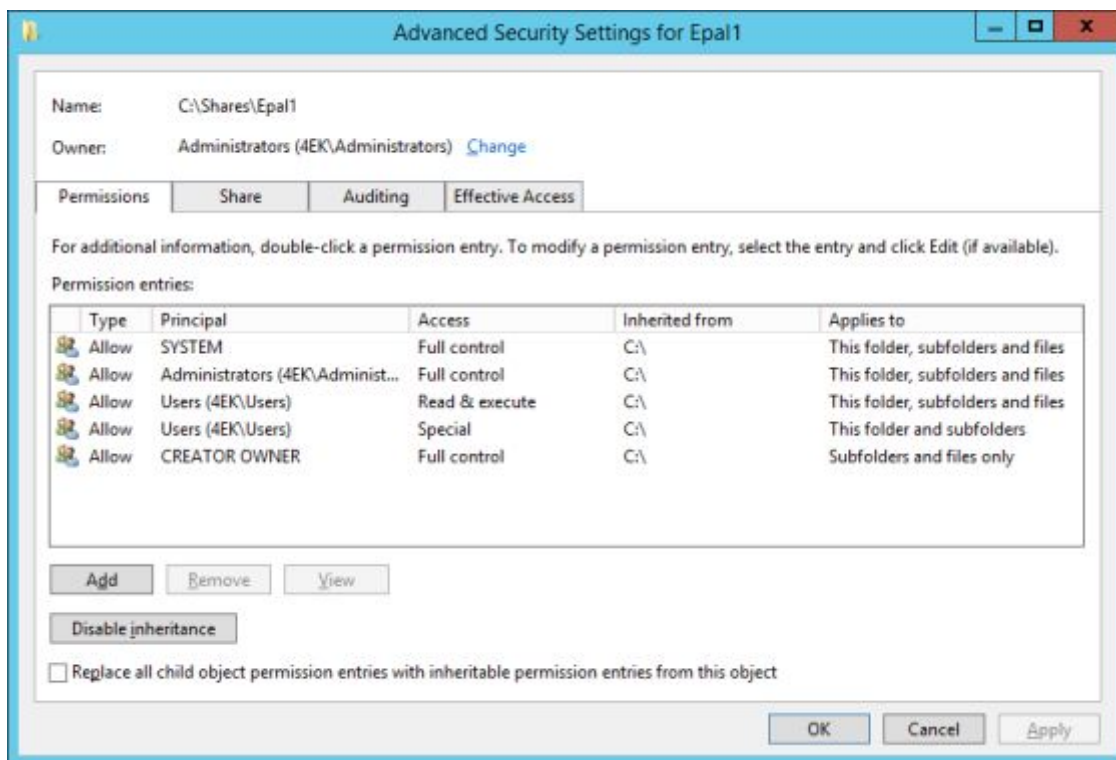 Advanced Security Settings for Epal1
Name: C:\Shares\Epal1
Owner: Administrators (4EK\Administrators) Change
Permissions Share Auditing Effective Access
For additional information, double-click a permission entry. To modify a permission entry, select the entry and click Edit (if available).
Permission entries:
Type Principal Access Inherited from Applies to
Allow SYSTEM Full control C:\ This folder, subfolders and files
Allow Administrators (4EK\Administ... Full control C:\ This folder, subfolders and files
Allow Users (4EK\Users) Read & execute C:\ This folder, subfolders and files
Allow Users (4EK\Users) Special C:\ This folder and subfolders
Allow CREATOR OWNER Full control C:\ Subfolders and files only
Add Remove View
Disable inheritance
Replace all child object permission entries with inheritable permission entries from this object
OK Cancel Apply